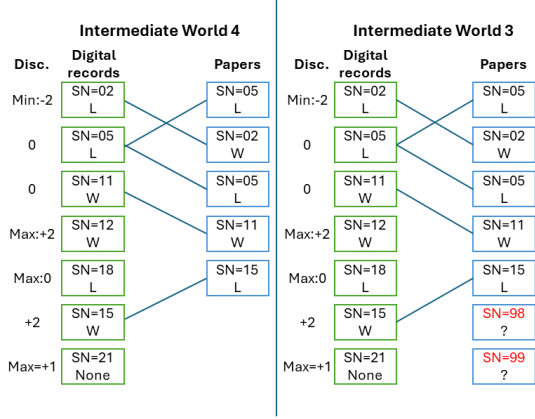 Intermediate World 4
Disc.
Digital
records
Papers
Min:-2
SN=02
L
SN=05
L
0
SN=05
L
SN=02
W
0
SN=11
W
SN=05
L
Max:+2
SN=12
W
SN=11
W
Max:0
SN=18
L
SN=15
L
+2
SN=15
W
Max=+1
SN=21
None
Intermediate World 3
Disc.
Digital
records
Papers
Min:-2
SN=02
L
SN=05
L
0
SN=05
L
SN=02
W
0
SN=11
W
SN=05
L
Max:+2
SN=12
W
SN=11
W
Max:0
SN=18
L
SN=15
L
+2
SN=15
W
SN=98
?
Max=+1
SN=21
None
SN=99
?